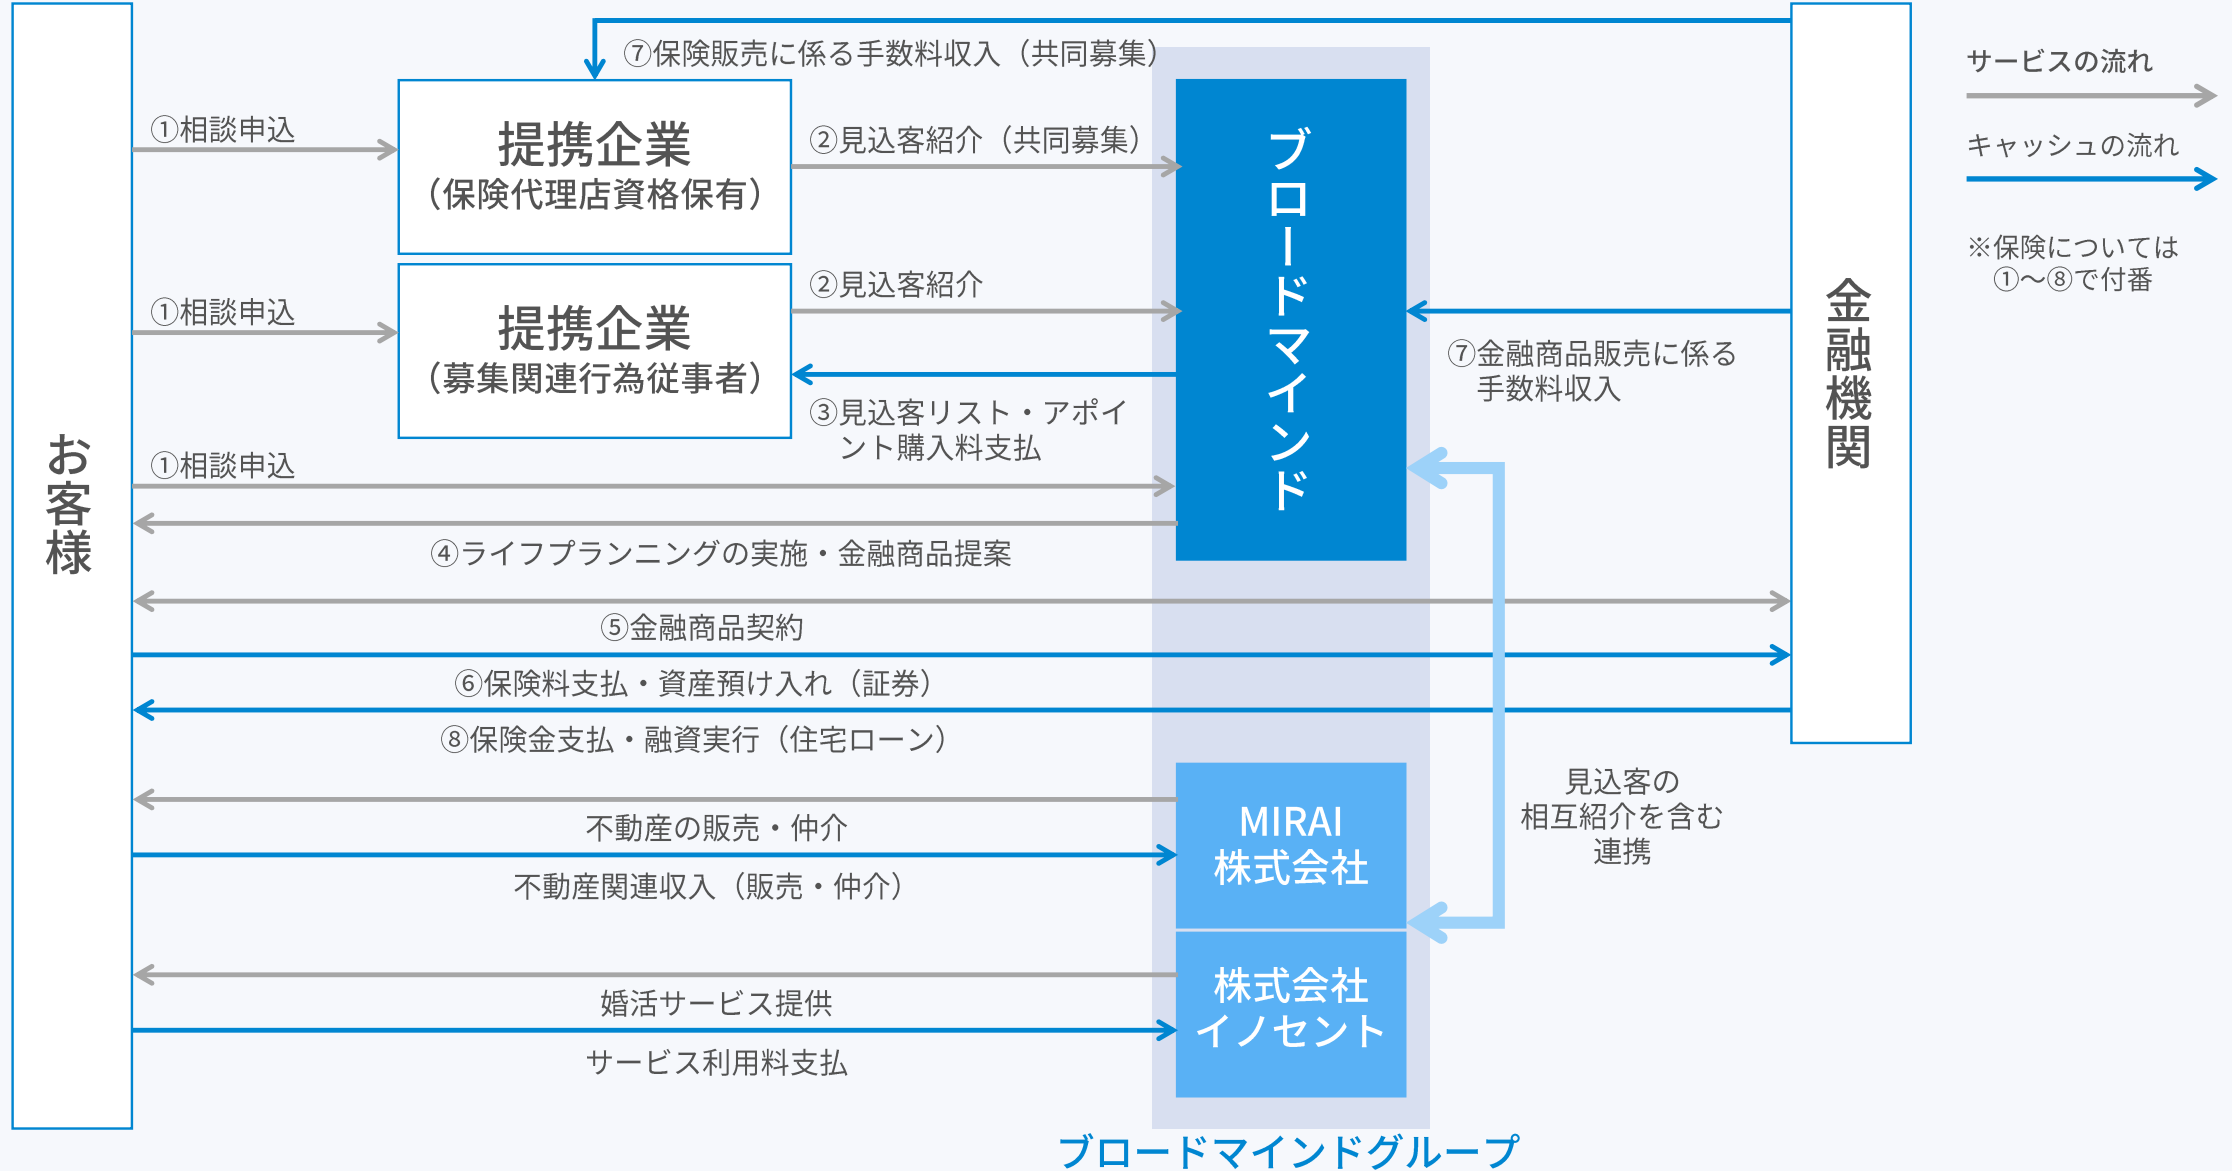 ⑦保険販売に係る手数料収入（共同募集）
サービスの流れ
キャッシュの流れ
※保険については
①～⑧で付番
お客様
①相談申込
提携企業
（保険代理店資格保有）
②見込客紹介（共同募集）
①相談申込
提携企業
（募集関連行為従事者）
②見込客紹介
③見込客リスト・アポイ
ント購入料支払
ブロードマインド
金融機関
⑦金融商品販売に係る
手数料収入
①相談申込
④ライフプランニングの実施・金融商品提案
⑤金融商品契約
⑥保険料支払・資産預け入れ（証券）
⑧保険金支払・融資実行（住宅ローン）
不動産の販売・仲介
不動産関連収入（販売・仲介）
MIRAI
株式会社
見込客の
相互紹介を含む
連携
婚活サービス提供
サービス利用料支払
株式会社
イノセント
ブロードマインドグループ